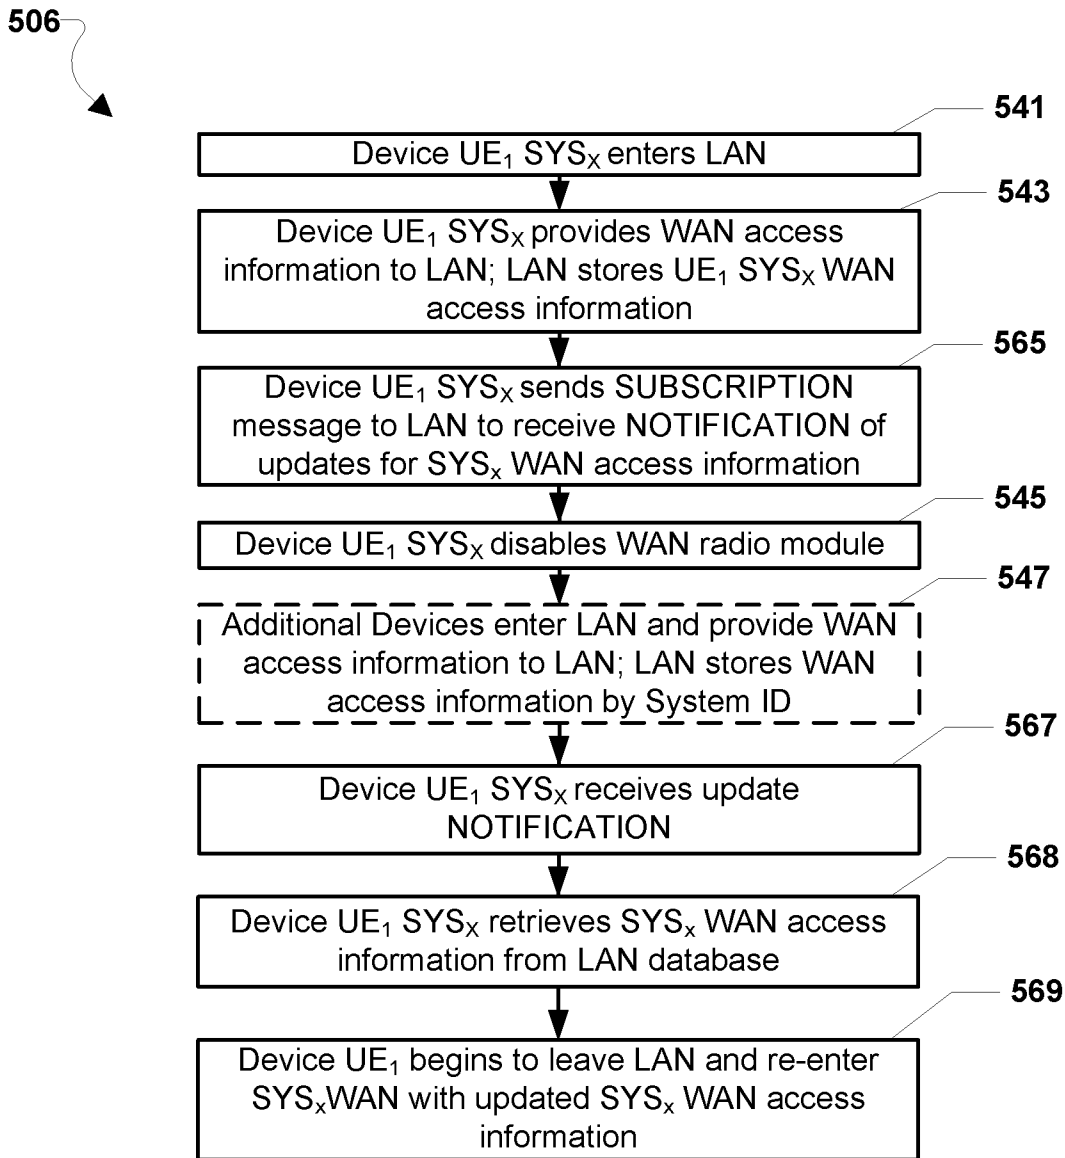 506
541
Device UE₁ SYSₓ enters LAN
543
Device UE₁ SYSₓ provides WAN access
information to LAN; LAN stores UE₁ SYSₓ WAN
access information
565
Device UE₁ SYSₓ sends SUBSCRIPTION
message to LAN to receive NOTIFICATION of
updates for SYSₓ WAN access information
545
Device UE₁ SYSₓ disables WAN radio module
547
Additional Devices enter LAN and provide WAN
access information to LAN; LAN stores WAN
access information by System ID
567
Device UE₁ SYSₓ receives update
NOTIFICATION
568
Device UE₁ SYSₓ retrieves SYSₓ WAN access
information from LAN database
569
Device UE₁ begins to leave LAN and re-enter
SYSₓWAN with updated SYSₓ WAN access
information